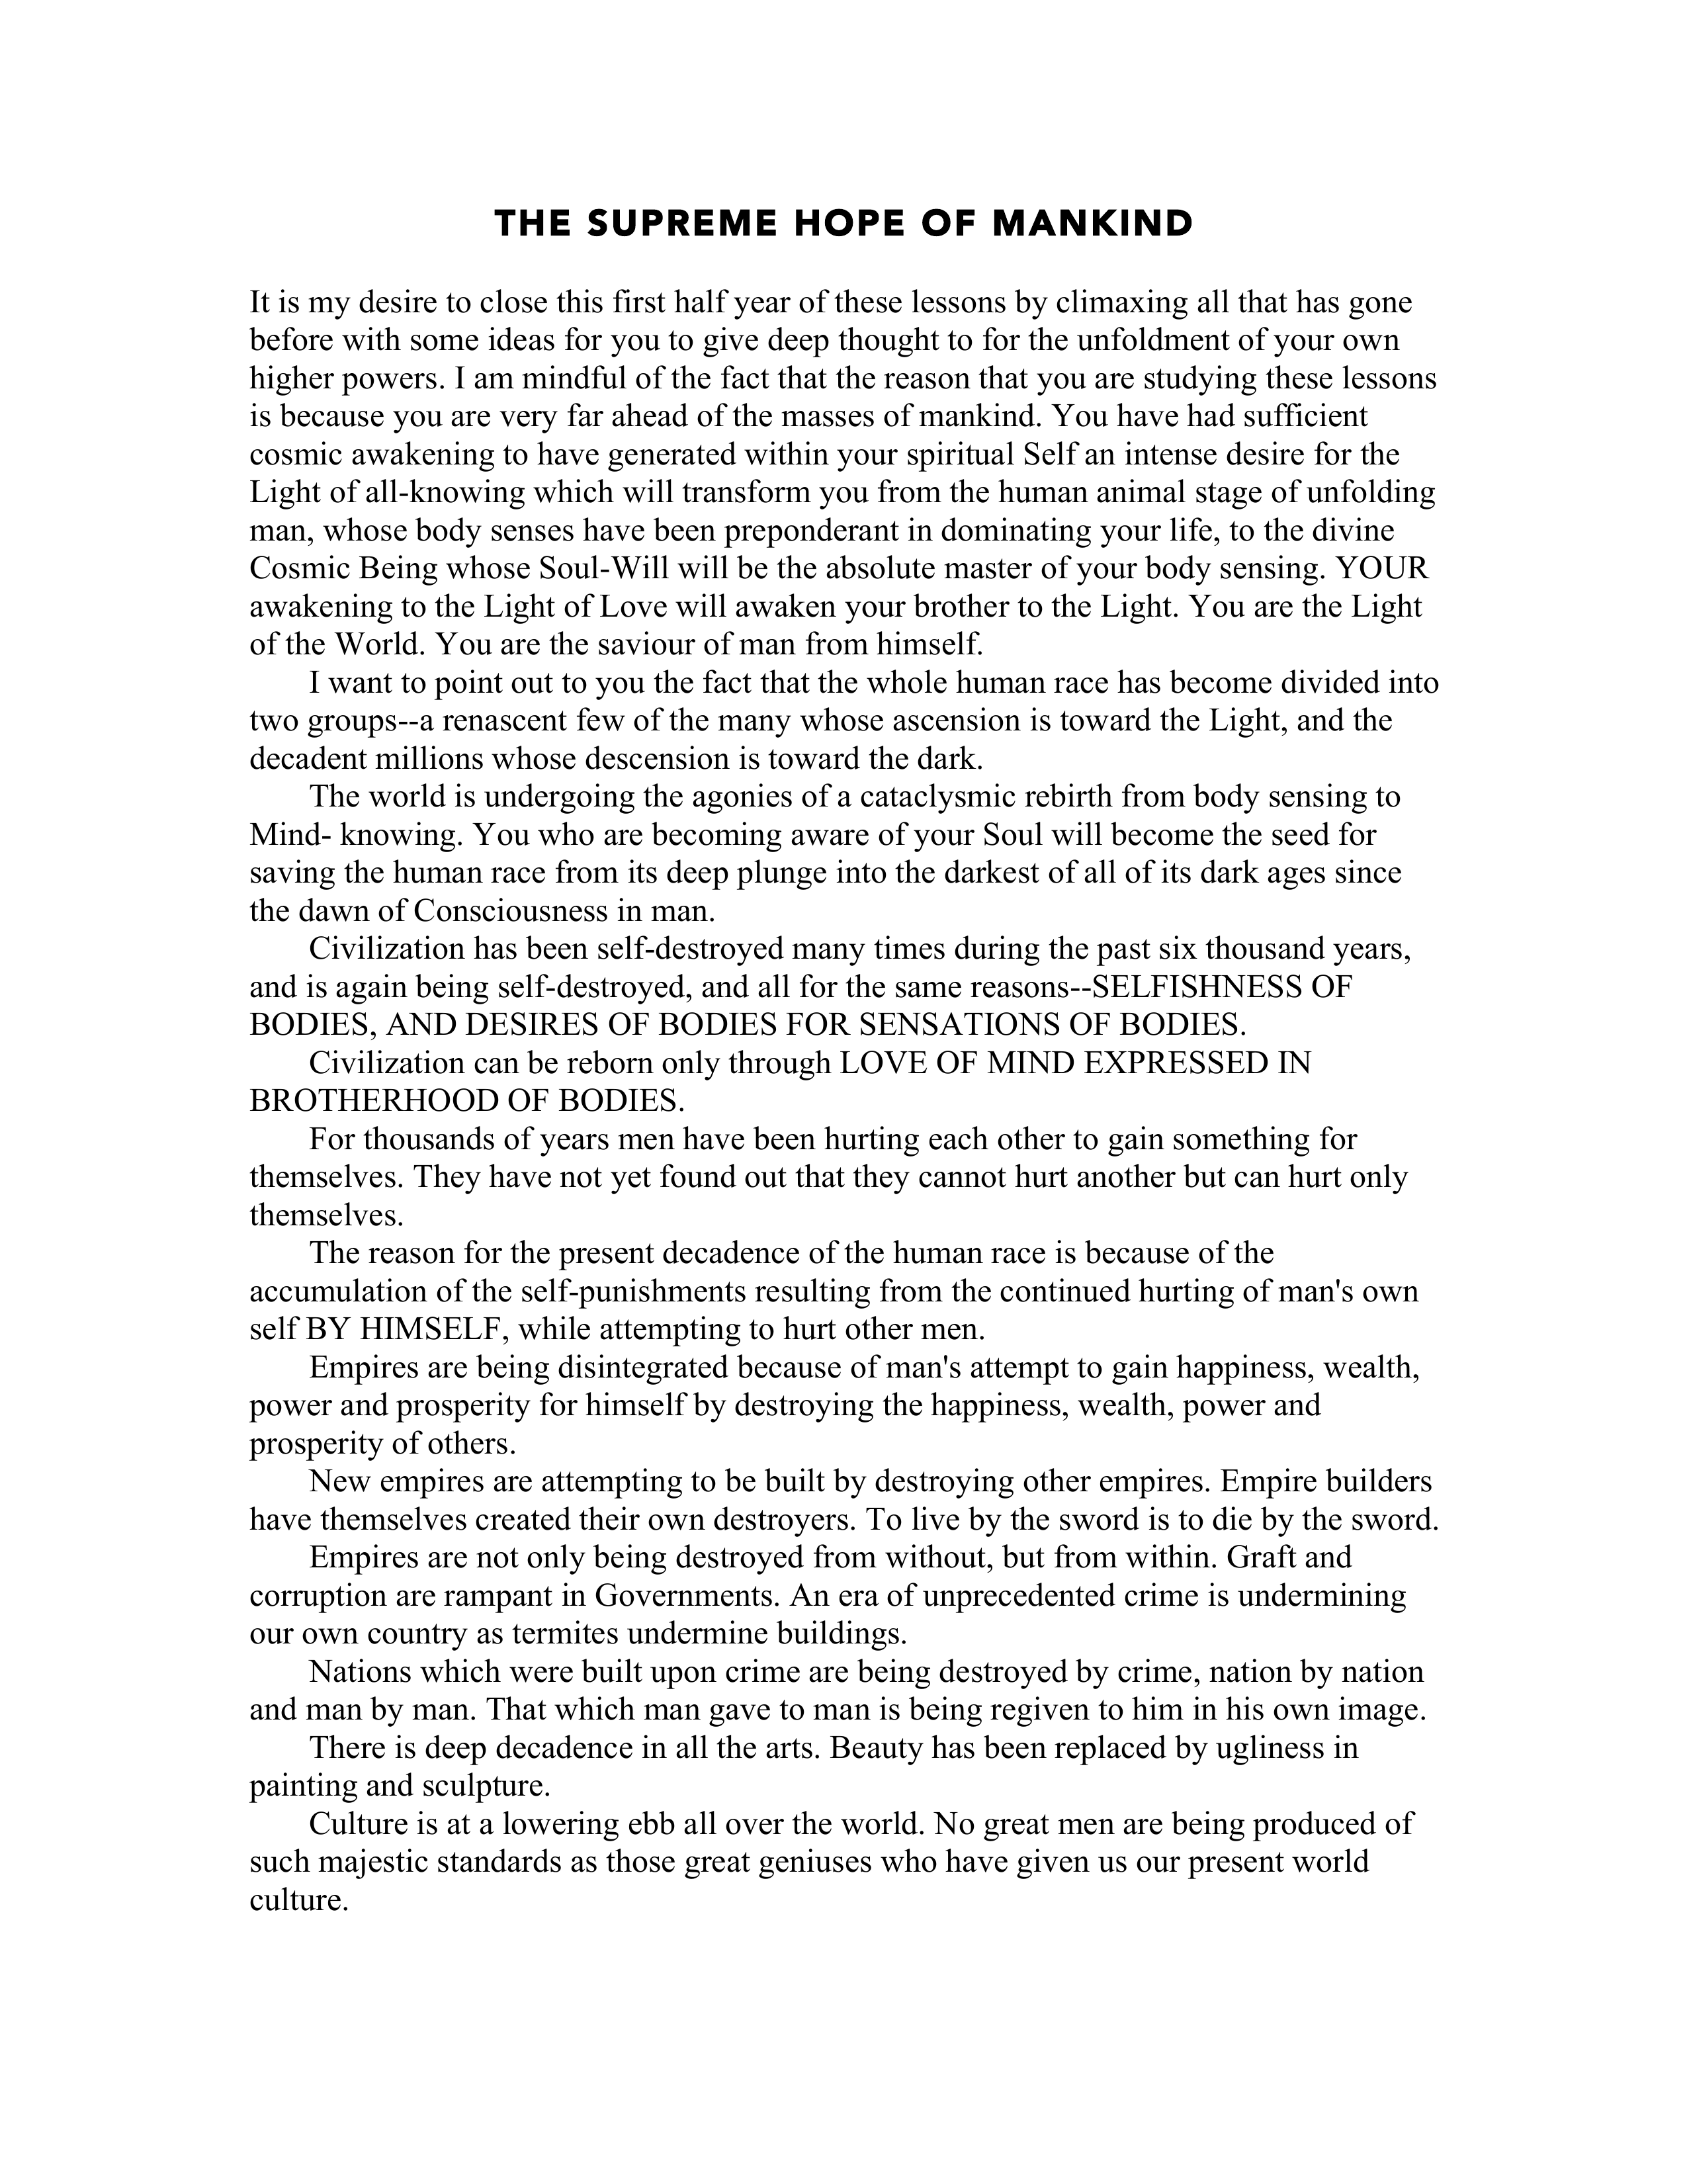 THE SUPREME HOPE OF MANKIND
It is my desire to close this first half year of these lessons by climaxing all that has gone
before with some ideas for you to give deep thought to for the unfoldment of your own
higher powers. I am mindful of the fact that the reason that you are studying these lessons
is because you are very far ahead of the masses of mankind. You have had sufficient
cosmic awakening to have generated within your spiritual Self an intense desire for the
Light of all-knowing which will transform you from the human animal stage of unfolding
man, whose body senses have been preponderant in dominating your life, to the divine
Cosmic Being whose Soul-Will will be the absolute master of your body sensing. YOUR
awakening to the Light of Love will awaken your brother to the Light. You are the Light
of the World. You are the saviour of man from himself.
I want to point out to you the fact that the whole human race has become divided into
two groups--a renascent few of the many whose ascension is toward the Light, and the
decadent millions whose descension is toward the dark.
The world is undergoing the agonies of a cataclysmic rebirth from body sensing to
Mind- knowing. You who are becoming aware of your Soul will become the seed for
saving the human race from its deep plunge into the darkest of all of its dark ages since
the dawn of Consciousness in man.
Civilization has been self-destroyed many times during the past six thousand years,
and is again being self-destroyed, and all for the same reasons--SELFISHNESS OF
BODIES, AND DESIRES OF BODIES FOR SENSATIONS OF BODIES.
Civilization can be reborn only through LOVE OF MIND EXPRESSED IN
BROTHERHOOD OF BODIES.
For thousands of years men have been hurting each other to gain something for
themselves. They have not yet found out that they cannot hurt another but can hurt only
themselves.
The reason for the present decadence of the human race is because of the
accumulation of the self-punishments resulting from the continued hurting of man's own
self BY HIMSELF, while attempting to hurt other men.
Empires are being disintegrated because of man's attempt to gain happiness, wealth,
power and prosperity for himself by destroying the happiness, wealth, power and
prosperity of others.
New empires are attempting to be built by destroying other empires. Empire builders
have themselves created their own destroyers. To live by the sword is to die by the sword.
Empires are not only being destroyed from without, but from within. Graft and
corruption are rampant in Governments. An era of unprecedented crime is undermining
our own country as termites undermine buildings.
Nations which were built upon crime are being destroyed by crime, nation by nation
and man by man. That which man gave to man is being regiven to him in his own image.
There is deep decadence in all the arts. Beauty has been replaced by ugliness in
painting and sculpture.
Culture is at a lowering ebb all over the world. No great men are being produced of
such majestic standards as those great geniuses who have given us our present world
culture.